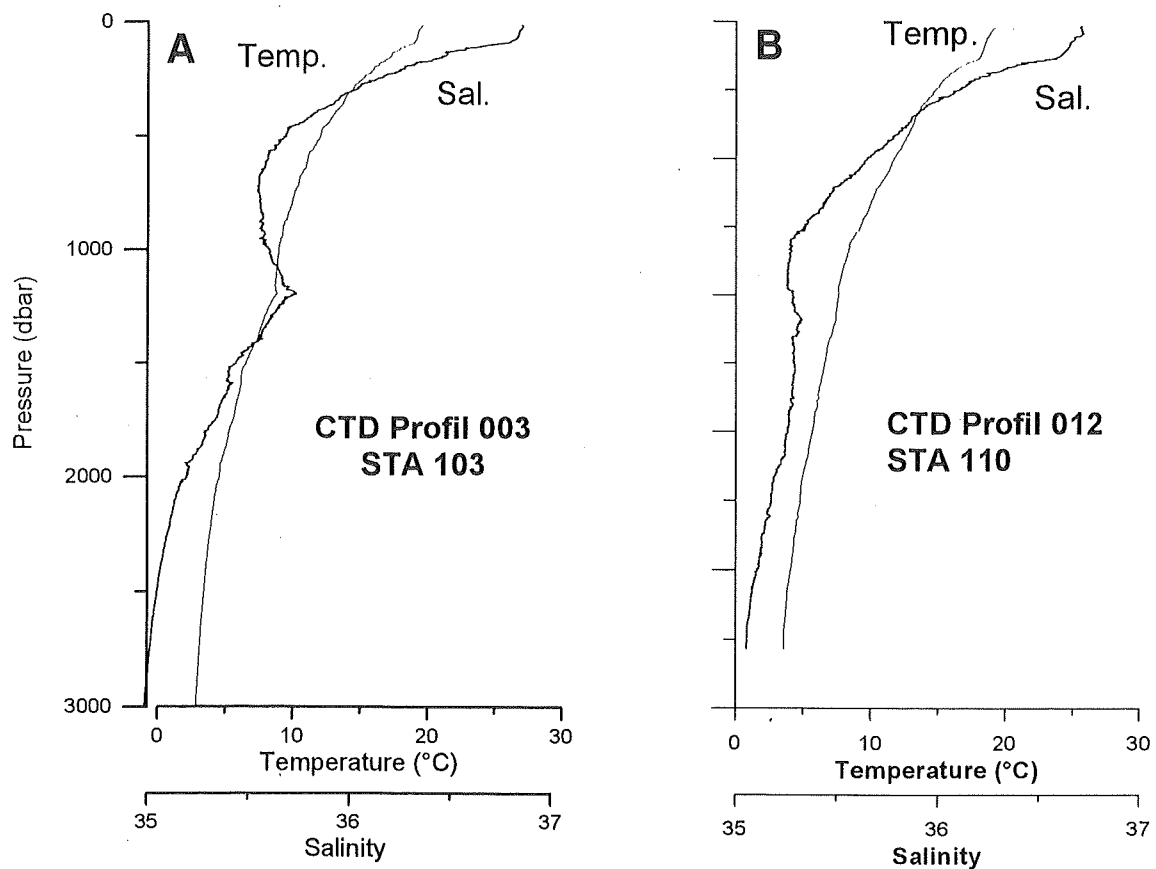 A
Temp.
Sal.
CTD Profil 003
STA 103
0
1000
2000
3000
Pressure (dbar)
0 10 20 30
Temperature (°C)
35 36 37
Salinity
B
Temp.
Sal.
CTD Profil 012
STA 110
0 10 20 30
Temperature (°C)
35 36 37
Salinity